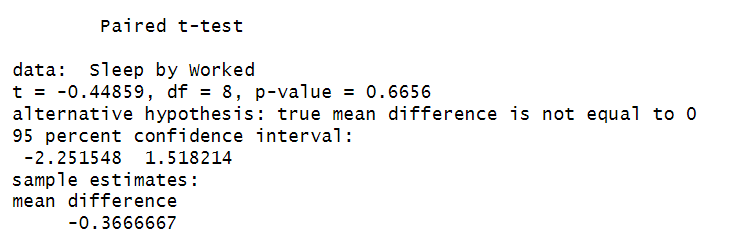 Paired t-test
data:  Sleep by Worked
t = -0.44859, df = 8, p-value = 0.6656
alternative hypothesis: true mean difference is not equal to 0
95 percent confidence interval:
 -2.251548  1.518214
sample estimates:
mean difference
     -0.3666667